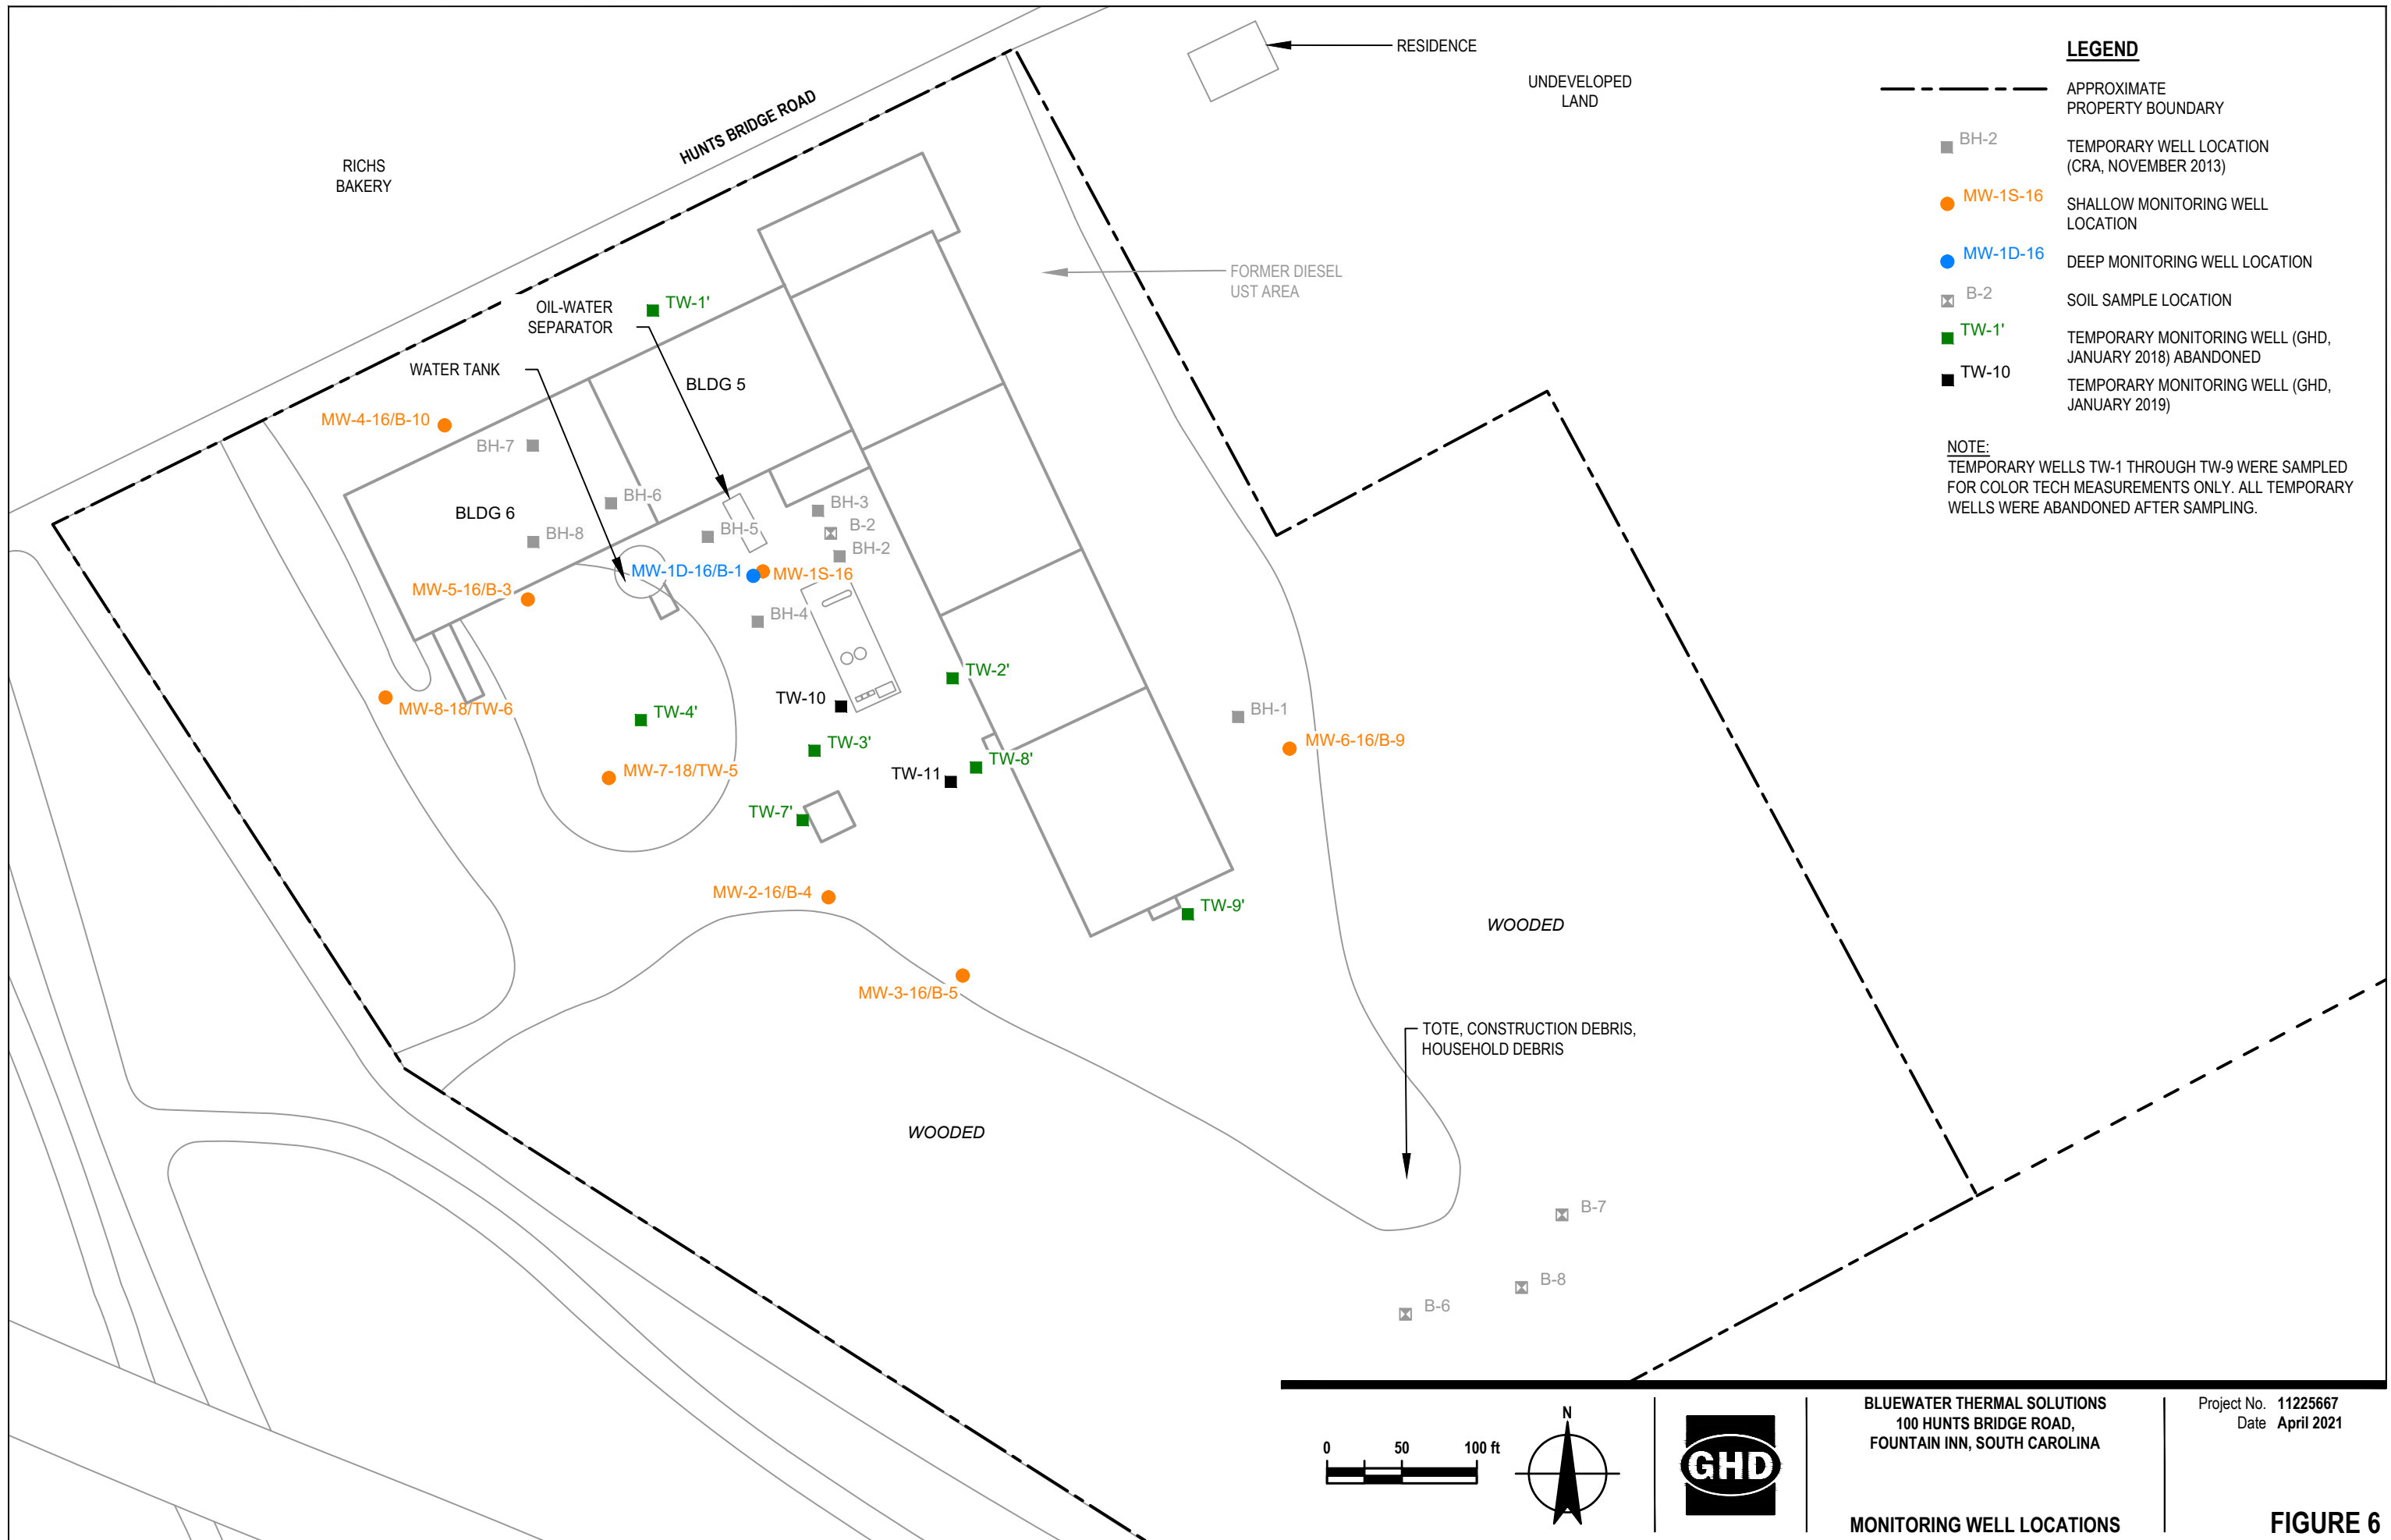 RESIDENCE
UNDEVELOPED
LAND
HUNTS BRIDGE ROAD
RICHS
BAKERY
FORMER DIESEL
UST AREA
OIL-WATER
SEPARATOR
TW-1'
WATER TANK
BLDG 5
MW-4-16/B-10
BH-7
BH-6
BH-3
BLDG 6
B-2
BH-8
BH-5
BH-2
MW-1D-16/B-1
MW-1S-16
MW-5-16/B-3
BH-4
TW-2'
TW-10
MW-8-18/TW-6
TW-4'
BH-1
TW-3'
MW-6-16/B-9
TW-8'
MW-7-18/TW-5
TW-11
TW-7'
MW-2-16/B-4
TW-9'
WOODED
MW-3-16/B-5
TOTE, CONSTRUCTION DEBRIS,
HOUSEHOLD DEBRIS
WOODED
B-7
B-8
B-6
LEGEND
APPROXIMATE
PROPERTY BOUNDARY
BH-2
TEMPORARY WELL LOCATION
(CRA, NOVEMBER 2013)
MW-1S-16
SHALLOW MONITORING WELL
LOCATION
MW-1D-16
DEEP MONITORING WELL LOCATION
B-2
SOIL SAMPLE LOCATION
TW-1'
TEMPORARY MONITORING WELL (GHD,
JANUARY 2018) ABANDONED
TW-10
TEMPORARY MONITORING WELL (GHD,
JANUARY 2019)
NOTE:
TEMPORARY WELLS TW-1 THROUGH TW-9 WERE SAMPLED
FOR COLOR TECH MEASUREMENTS ONLY. ALL TEMPORARY
WELLS WERE ABANDONED AFTER SAMPLING.
0 50 100 ft
N
GHD
BLUEWATER THERMAL SOLUTIONS
100 HUNTS BRIDGE ROAD,
FOUNTAIN INN, SOUTH CAROLINA
MONITORING WELL LOCATIONS
Project No. 11225667
Date April 2021
FIGURE 6